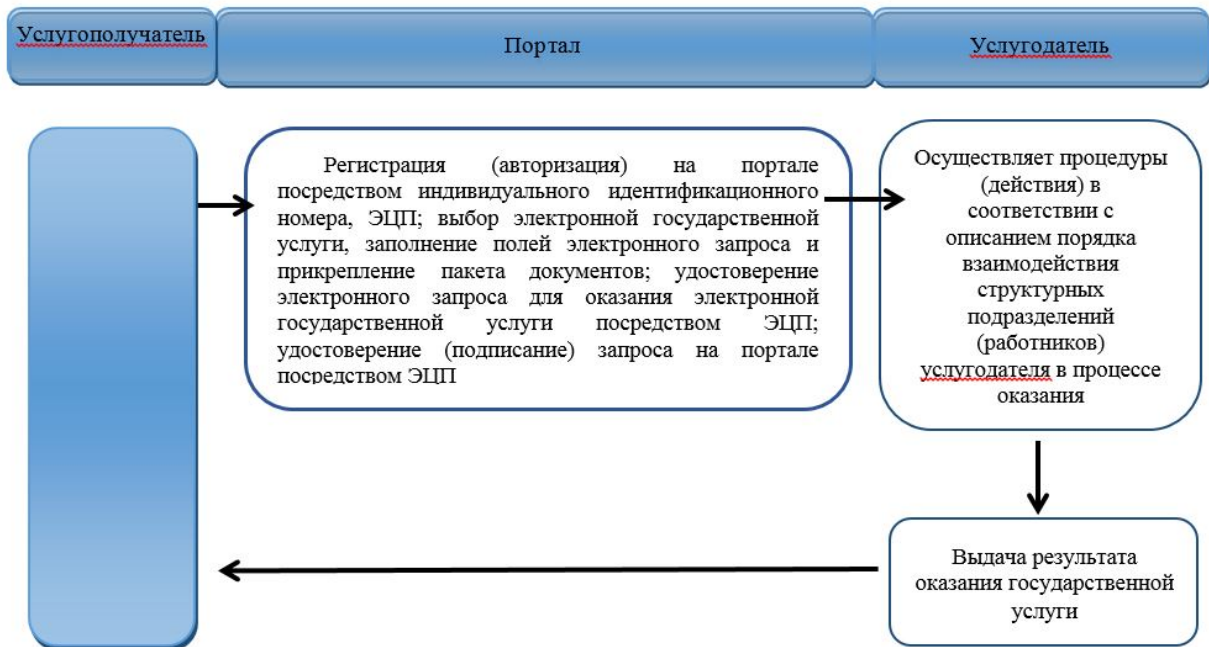 Услугополучатель
Портал
Услугодатель
Регистрация (авторизация) на портале
посредством индивидуального идентификационного
номера, ЭЦП; выбор электронной государственной
услуги, заполнение полей электронного запроса и
прикрепление пакета документов; удостоверение
электронного запроса для оказания электронной
государственной услуги посредством ЭЦП;
удостоверение (подписание) запроса на портале
посредством ЭЦП
Осуществляет процедуры
(действия) в
соответствии с
описанием порядка
взаимодействия
структурных
подразделений
(работников)
услугодателя в процессе
оказания
Выдача результата
оказания государственной
услуги